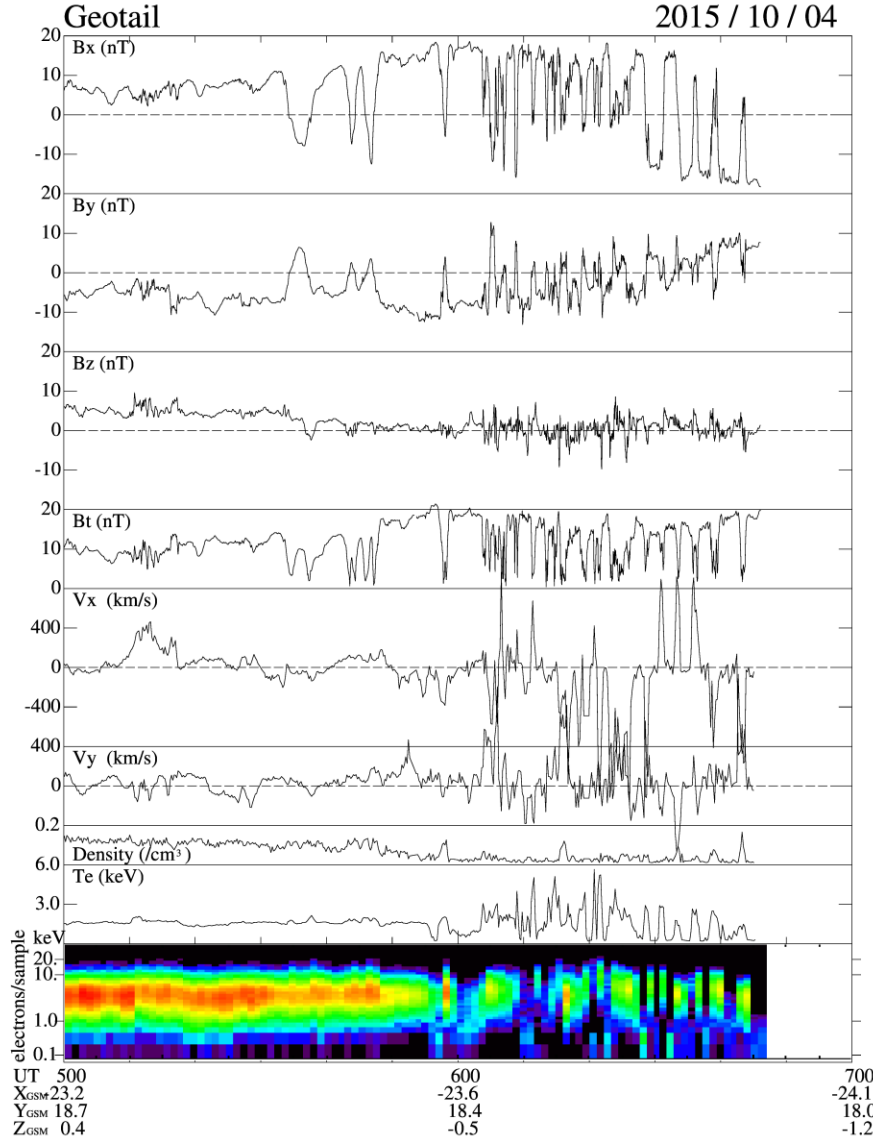 Geotail 2015 / 10 / 04
20
Bx (nT)
10
0
-10
20
By (nT)
10
0
-10
20
Bz (nT)
10
0
-10
20
Bt (nT)
10
0
Vx (km/s)
400
0
-400
400
Vy (km/s)
0
0.2
Density (/cm³)
6.0
Te (keV)
3.0
keV
20.
10.
1.0
0.1
electrons/sample
UT 500 600 700
XGSM -23.2 -23.6 -24.1
YGSM 18.7 18.4 18.0
ZGSM 0.4 -0.5 -1.2